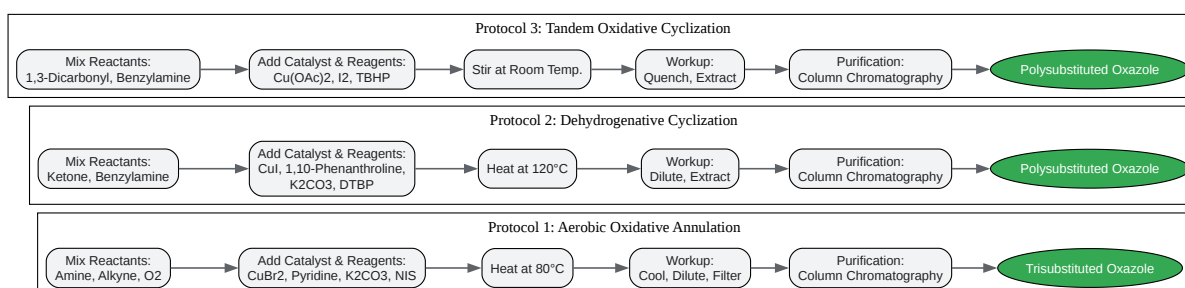 Protocol 3: Tandem Oxidative Cyclization
Mix Reactants:
1,3-Dicarbonyl, Benzylamine
Add Catalyst & Reagents:
Cu(OAc)2, I2, TBHP
Stir at Room Temp.
Workup:
Quench, Extract
Purification:
Column Chromatography
Polysubstituted Oxazole
Protocol 2: Dehydrogenative Cyclization
Mix Reactants:
Ketone, Benzylamine
Add Catalyst & Reagents:
CuI, 1,10-Phenanthroline,
K2CO3, DTBP
Heat at 120°C
Workup:
Dilute, Extract
Purification:
Column Chromatography
Polysubstituted Oxazole
Protocol 1: Aerobic Oxidative Annulation
Mix Reactants:
Amine, Alkyne, O2
Add Catalyst & Reagents:
CuBr2, Pyridine, K2CO3, NIS
Heat at 80°C
Workup:
Cool, Dilute, Filter
Purification:
Column Chromatography
Trisubstituted Oxazole